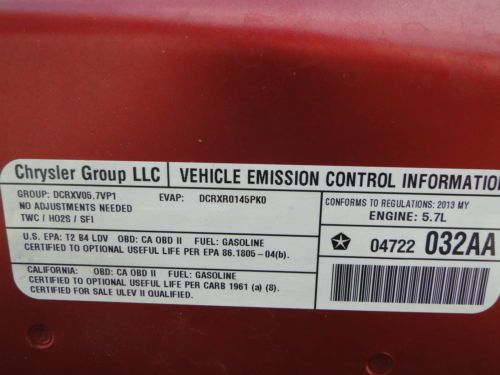 Chrysler Group LLC
VEHICLE EMISSION CONTROL INFORMATION
GROUP: DCRXV05.7VP1 EVAP: DCRXR0145PK0
NO ADJUSTMENTS NEEDED
TWC / HO2S / SFI
CONFORMS TO REGULATIONS: 2013 MY
ENGINE: 5.7L
U.S. EPA: T2 B4 LDV OBD: CA OBD II FUEL: GASOLINE
CERTIFIED TO OPTIONAL USEFUL LIFE PER EPA 86.1805-04(b).
04722 032AA
CALIFORNIA: OBD: CA OBD II FUEL: GASOLINE
CERTIFIED TO OPTIONAL USEFUL LIFE PER CARB 1961 (a) (8).
CERTIFIED FOR SALE ULEV II QUALIFIED.